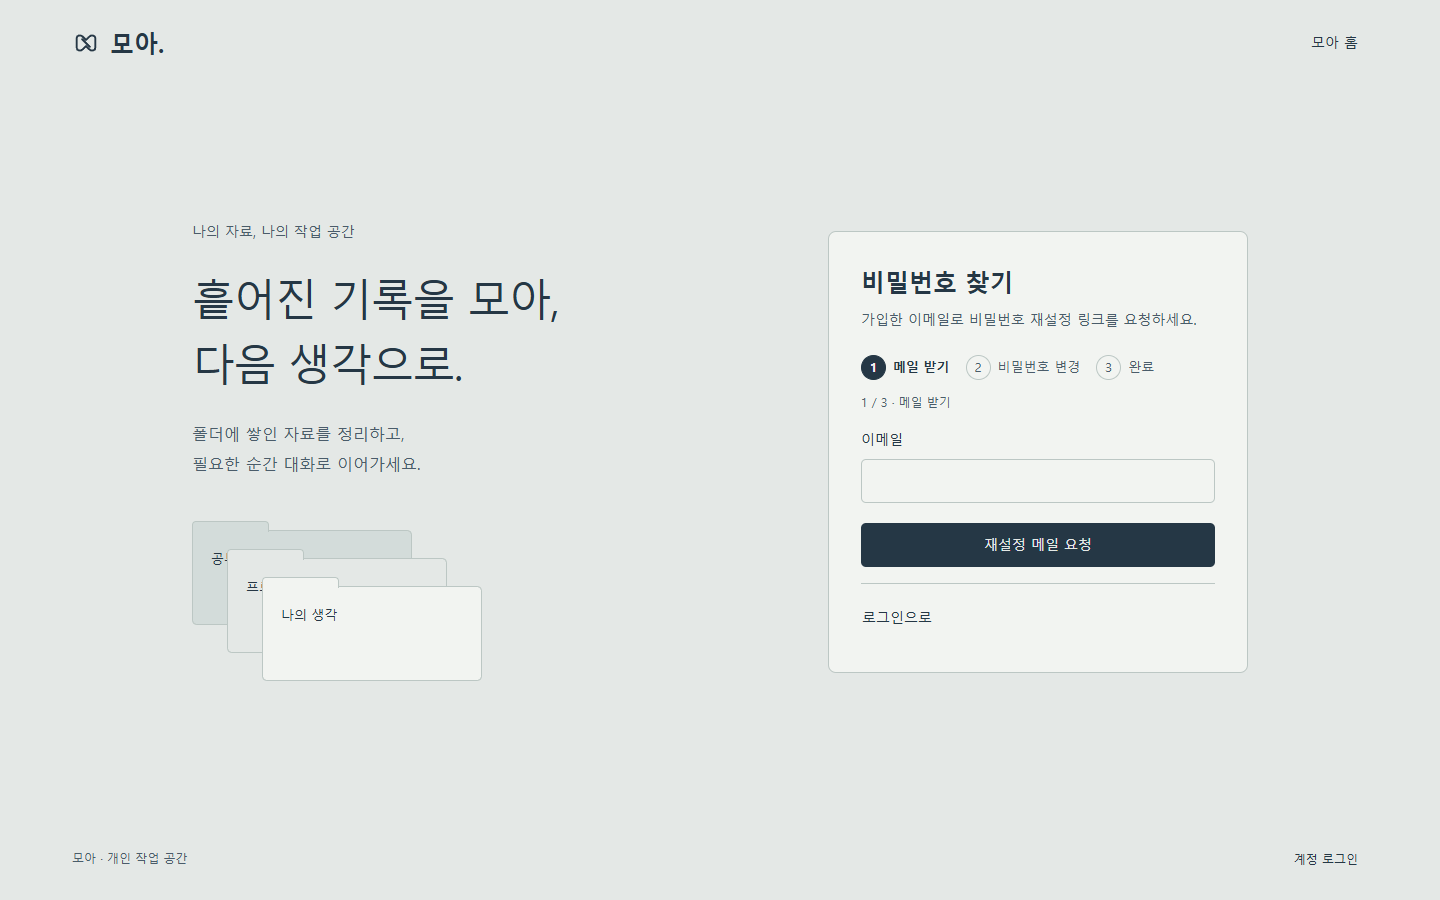 모아.
모아 홈
나의 자료, 나의 작업 공간
흩어진 기록을 모아,
다음 생각으로.
폴더에 쌓인 자료를 정리하고,
필요한 순간 대화로 이어가세요.
나의 생각
비밀번호 찾기
가입한 이메일로 비밀번호 재설정 링크를 요청하세요.
1 메일 받기 2 비밀번호 변경 3 완료
1 / 3 · 메일 받기
이메일
재설정 메일 요청
로그인으로
모아 · 개인 작업 공간
계정 로그인